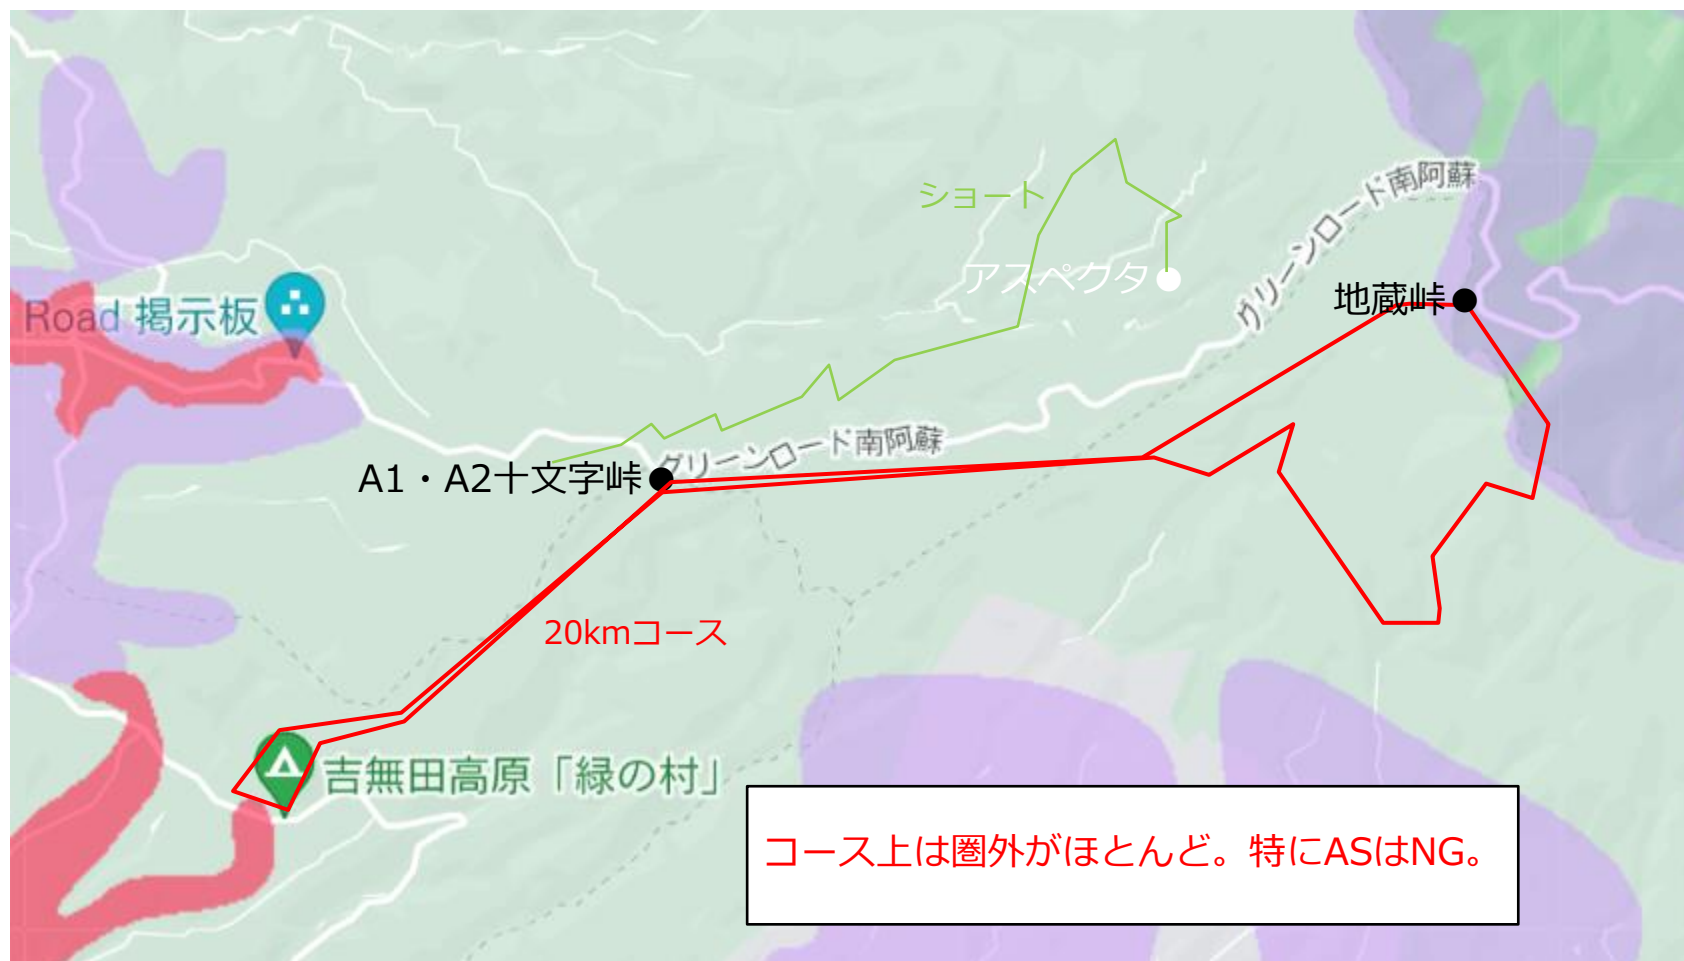 グリーンロード南阿蘇
ショート
アスペクタ
地蔵峠
Road 掲示板
グリーンロード南阿蘇
A1・A2十文字峠
20kmコース
吉無田高原「緑の村」
コース上は圏外がほとんど。特にASはNG。